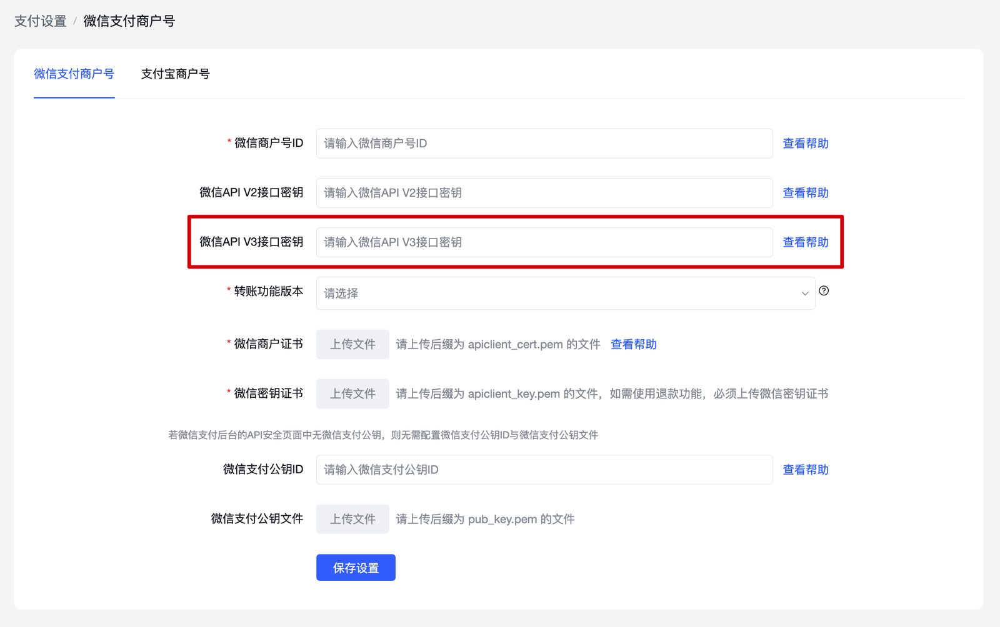 支付设置 / 微信支付商户号
微信支付商户号 支付宝商户号
* 微信商户号ID 请输入微信商户号ID 查看帮助
微信API V2接口密钥 请输入微信API V2接口密钥 查看帮助
微信API V3接口密钥 请输入微信API V3接口密钥 查看帮助
* 转账功能版本 请选择
* 微信商户证书 上传文件 请上传后缀为 apiclient_cert.pem 的文件 查看帮助
* 微信密钥证书 上传文件 请上传后缀为 apiclient_key.pem 的文件，如需使用退款功能，必须上传微信密钥证书
若微信支付后台的API安全页面中无微信支付公钥，则无需配置微信支付公钥ID与微信支付公钥文件
微信支付公钥ID 请输入微信支付公钥ID 查看帮助
微信支付公钥文件 上传文件 请上传后缀为 pub_key.pem 的文件
保存设置